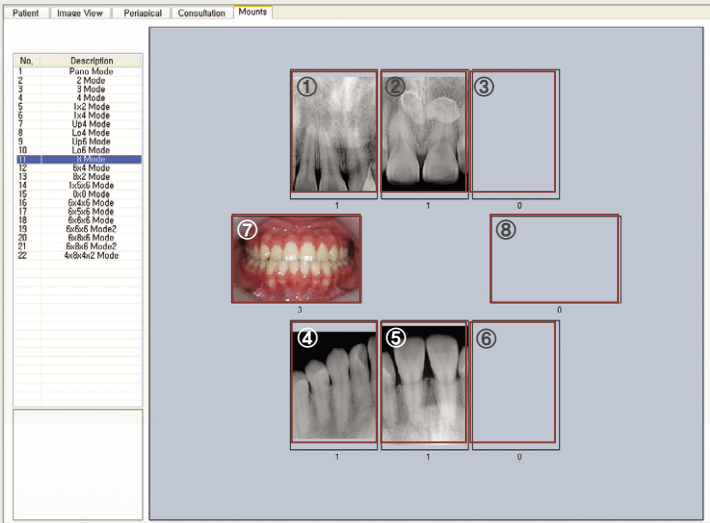 Patient Image View Periapical Consultation Mounts
No. Description
1 Pano Mode
2 2 Mode
3 3 Mode
4 4 Mode
5 1x2 Mode
6 1x4 Mode
7 Up4 Mode
8 Lo4 Mode
9 Up6 Mode
10 Lo6 Mode
11 8 Mode
12 6x4 Mode
13 8x2 Mode
14 1x5x6 Mode
15 8x8 Mode
16 6x4x6 Mode
17 6x5x6 Mode
18 6x6x6 Mode
19 6x6x6 Mode2
20 6x8x6 Mode
21 6x8x6 Mode2
22 4x8x4x2 Mode
① ② ③
1 1 0
⑦ ⑧
3 0
④ ⑤ ⑥
1 1 0